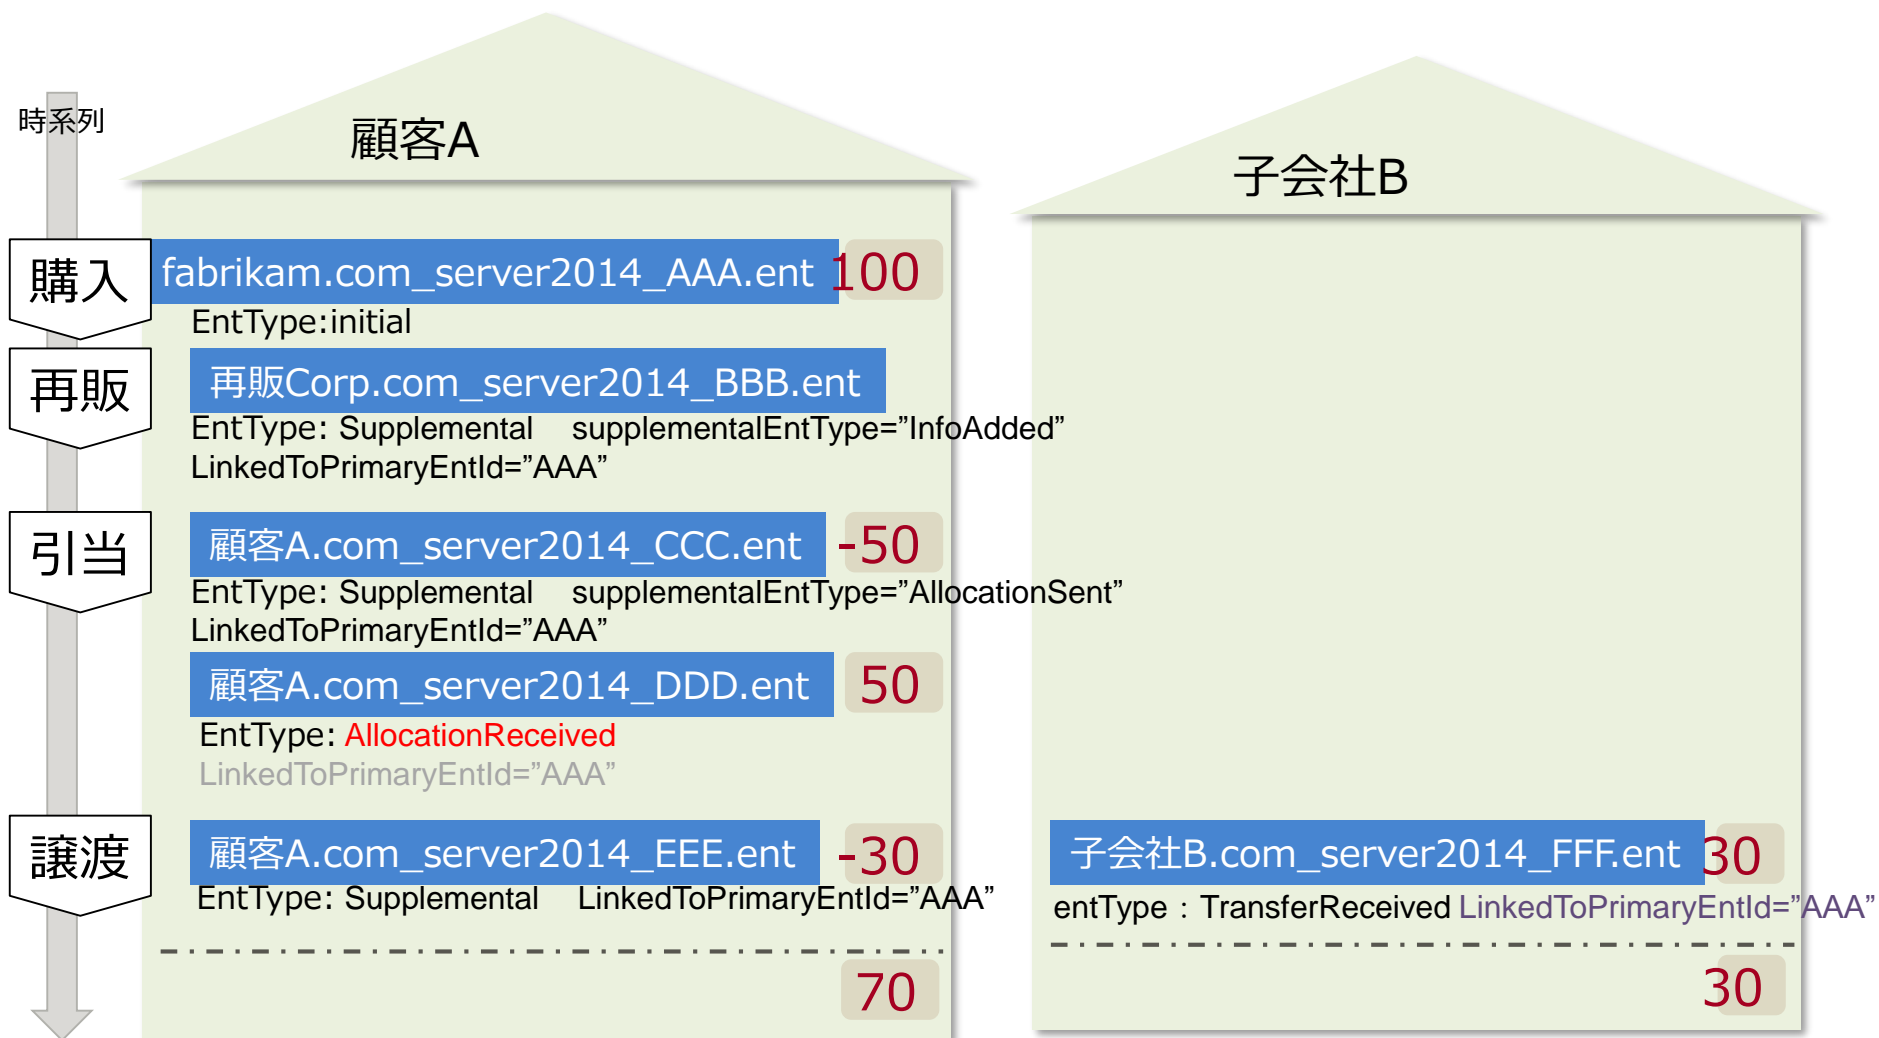 時系列
顧客A
子会社B
購入
fabrikam.com_server2014_AAA.ent 100
EntType:initial
再販
再販Corp.com_server2014_BBB.ent
EntType: Supplemental supplementalEntType=”InfoAdded”
LinkedToPrimaryEntId=”AAA”
引当
顧客A.com_server2014_CCC.ent -50
EntType: Supplemental supplementalEntType=”AllocationSent”
LinkedToPrimaryEntId=”AAA”
顧客A.com_server2014_DDD.ent 50
EntType: AllocationReceived
LinkedToPrimaryEntId=”AAA”
譲渡
顧客A.com_server2014_EEE.ent -30
EntType: Supplemental LinkedToPrimaryEntId=”AAA”
70
子会社B.com_server2014_FFF.ent 30
entType：TransferReceived LinkedToPrimaryEntId=”AAA”
30